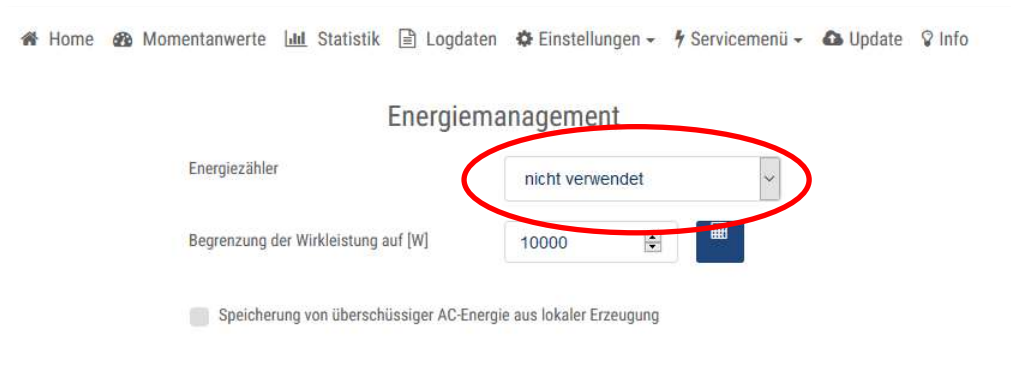 Home Momentanwerte Statistik Logdaten Einstellungen Servicemenü Update Info
Energiemanagement
Energiezähler
nicht verwendet
Begrenzung der Wirkleistung auf [W]
10000
Speicherung von überschüssiger AC-Energie aus lokaler Erzeugung